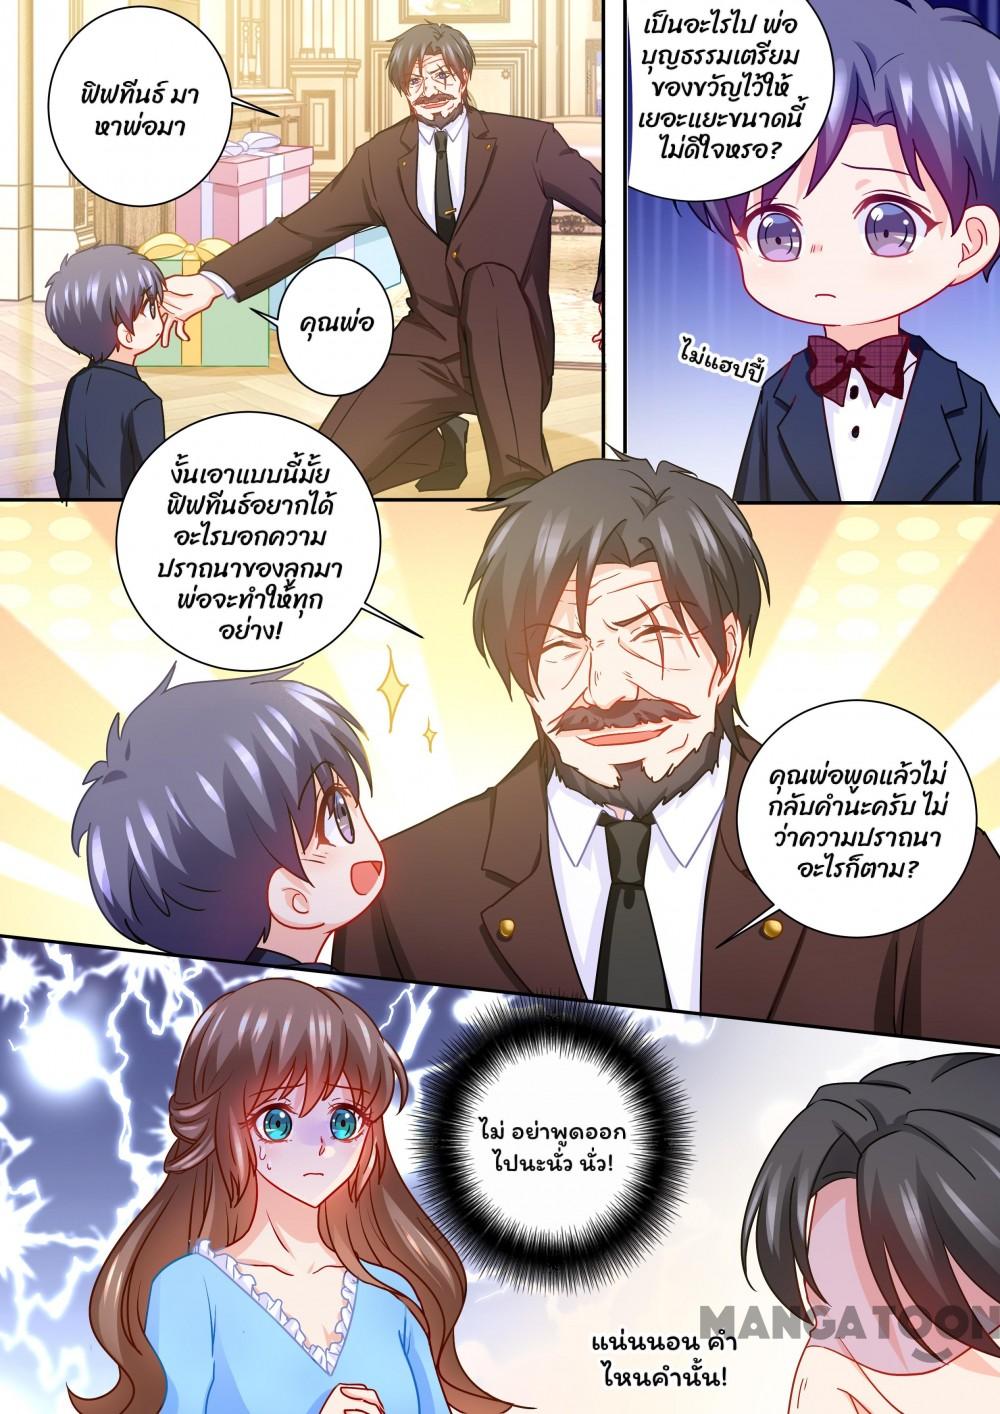 ฟิฟทีนธ์ มา
หาพ่อมา
คุณพ่อ
เป็นอะไรไป พ่อ
บุญธรรมเตรียม
ของขวัญไว้ให้
เยอะแยะขนาดนี้
ไม่ดีใจหรอ?
ไม่แฮปปี้
งั้นเอาแบบนี้มั้ย
ฟิฟทีนธ์อยากได้
อะไรบอกความ
ปราถนาของลูกมา
พ่อจะทำให้ทุก
อย่าง!
คุณพ่อพูดแล้วไม่
กลับคำนะครับ ไม่
ว่าความปราถนา
อะไรก็ตาม?
ไม่ อย่าพูดออก
ไปนะนั่ว นั่ว!
แน่นนอน คำ
ไหนคำนั้น!
MANGATOON